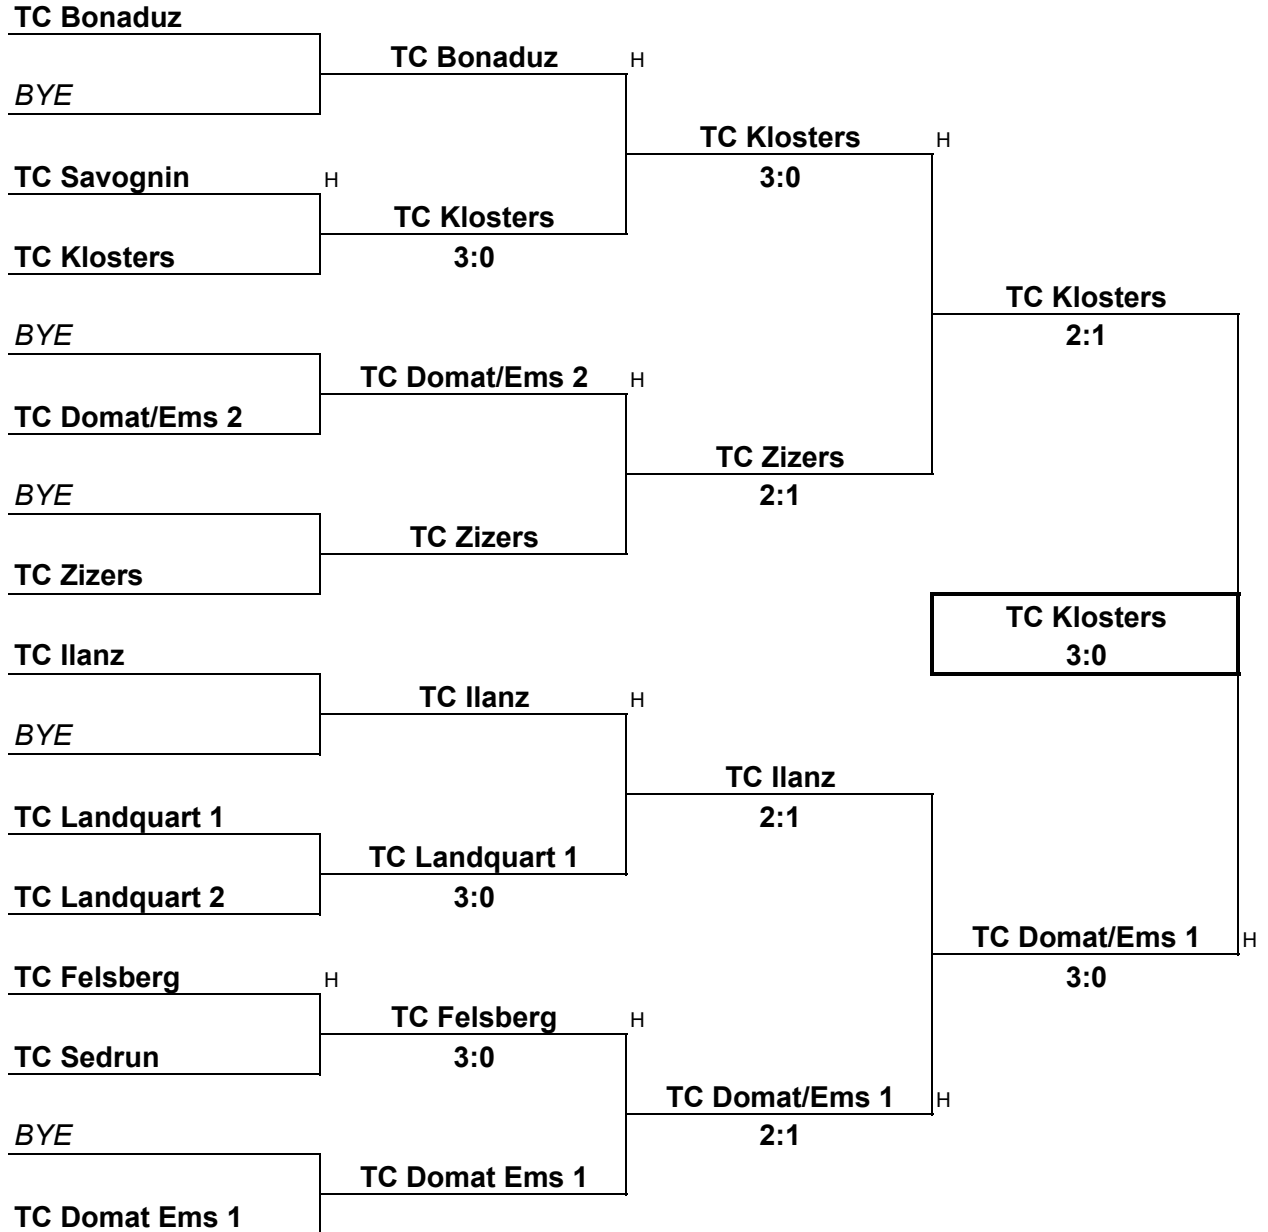 TC Bonaduz
TC Bonaduz H
BYE
TC Klosters H
TC Savognin H
3:0
TC Klosters
TC Klosters
3:0
TC Klosters
BYE
2:1
TC Domat/Ems 2 H
TC Domat/Ems 2
TC Zizers
BYE
2:1
TC Zizers
TC Zizers
TC Klosters
TC Ilanz
3:0
TC Ilanz H
BYE
TC Ilanz
TC Landquart 1
2:1
TC Landquart 1
TC Landquart 2
3:0
TC Domat/Ems 1 H
TC Felsberg H
3:0
TC Felsberg H
TC Sedrun
3:0
TC Domat/Ems 1 H
BYE
2:1
TC Domat Ems 1
TC Domat Ems 1